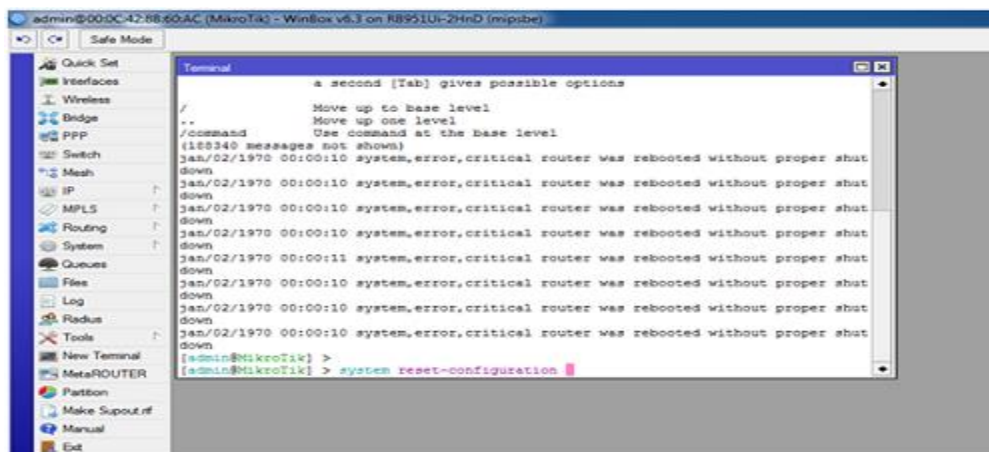 admin@00:0C:42:88:60:AC (MikroTik) - WinBox v6.3 on RB951Ui-2HnD (mipsbe)
Safe Mode
Quick Set
Interfaces
Wireless
Bridge
PPP
Switch
Mesh
IP
MPLS
Routing
System
Queues
Files
Log
Radius
Tools
New Terminal
MetaROUTER
Partition
Make Supout.rif
Manual
Exit
Terminal
a second [Tab] gives possible options
/ Move up to base level
.. Move up one level
/command Use command at the base level
(188340 messages not shown)
jan/02/1970 00:00:10 system,error,critical router was rebooted without proper shut
down
jan/02/1970 00:00:10 system,error,critical router was rebooted without proper shut
down
jan/02/1970 00:00:10 system,error,critical router was rebooted without proper shut
down
jan/02/1970 00:00:10 system,error,critical router was rebooted without proper shut
down
jan/02/1970 00:00:11 system,error,critical router was rebooted without proper shut
down
jan/02/1970 00:00:10 system,error,critical router was rebooted without proper shut
down
jan/02/1970 00:00:10 system,error,critical router was rebooted without proper shut
down
jan/02/1970 00:00:10 system,error,critical router was rebooted without proper shut
down
[admin@MikroTik] >
[admin@MikroTik] > system reset-configuration